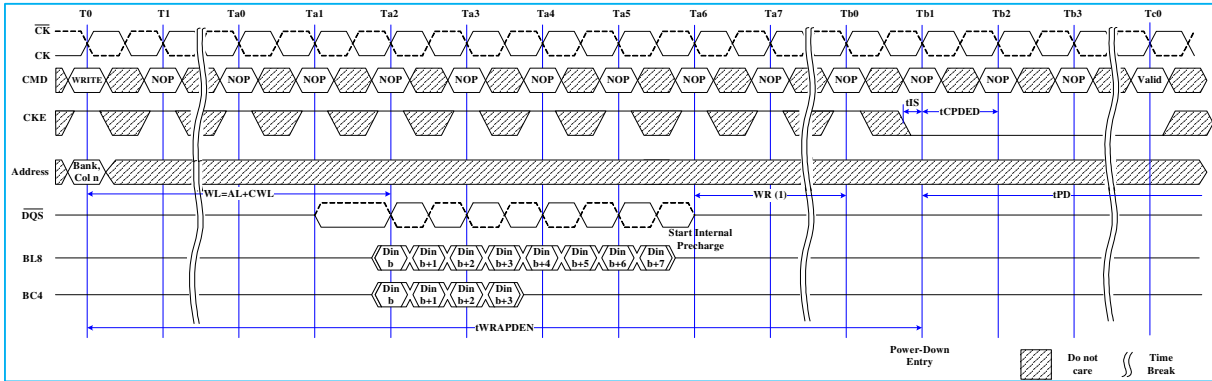 T0 T1 Ta0 Ta1 Ta2 Ta3 Ta4 Ta5 Ta6 Ta7 Tb0 Tb1 Tb2 Tb3 Tc0
CK
CK
CMD WRITE NOP NOP NOP NOP NOP NOP NOP NOP NOP NOP NOP NOP NOP Valid
tIS tCPDED
CKE
Address Bank, Col n
WL=AL+CWL WR (1) tPD
DQS
Start Internal Precharge
BL8 Din b Din b+1 Din b+2 Din b+3 Din b+4 Din b+5 Din b+6 Din b+7
BC4 Din b Din b+1 Din b+2 Din b+3
tWRAPDEN
Power-Down Entry
Do not care
Time Break